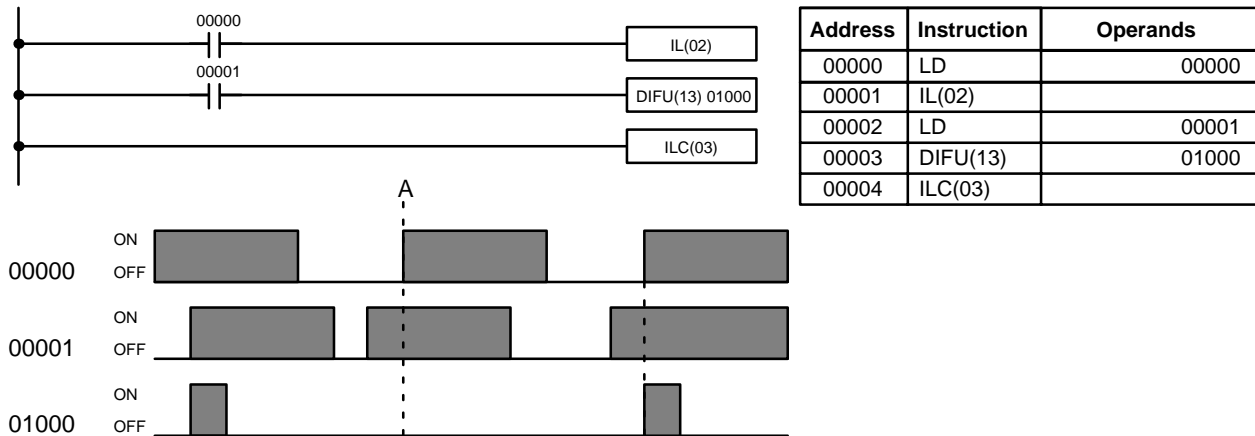 00000
IL(02)
00001
DIFU(13) 01000
ILC(03)
Address Instruction Operands
00000 LD 00000
00001 IL(02)
00002 LD 00001
00003 DIFU(13) 01000
00004 ILC(03)
A
ON
00000 OFF
ON
00001 OFF
ON
01000 OFF